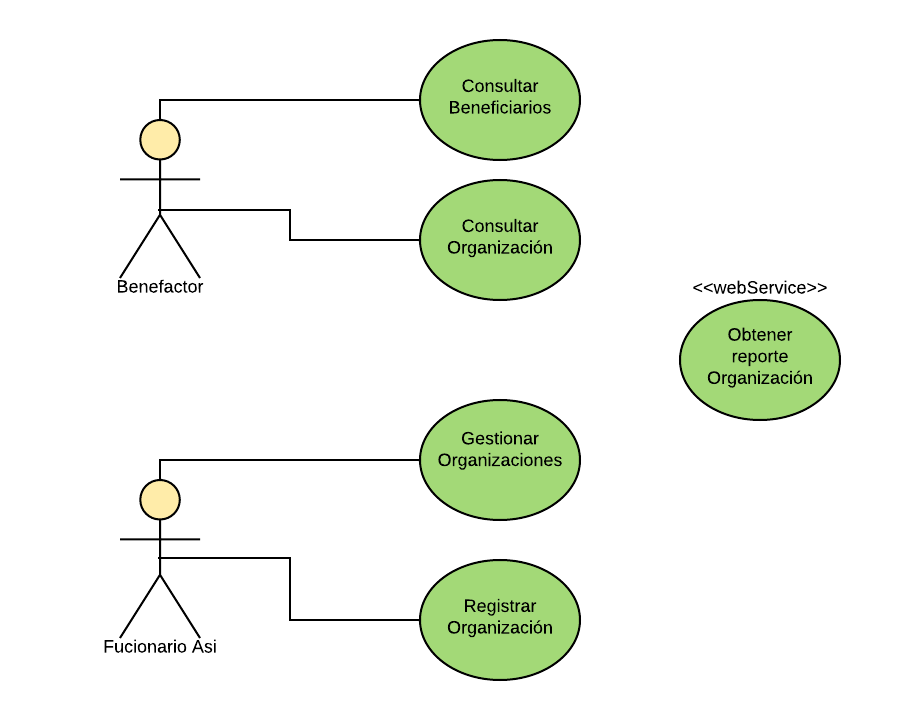 Consultar
Beneficiarios
Consultar
Organización
Benefactor
<<webService>>
Obtener
reporte
Organización
Gestionar
Organizaciones
Registrar
Organización
Fucionario Asi